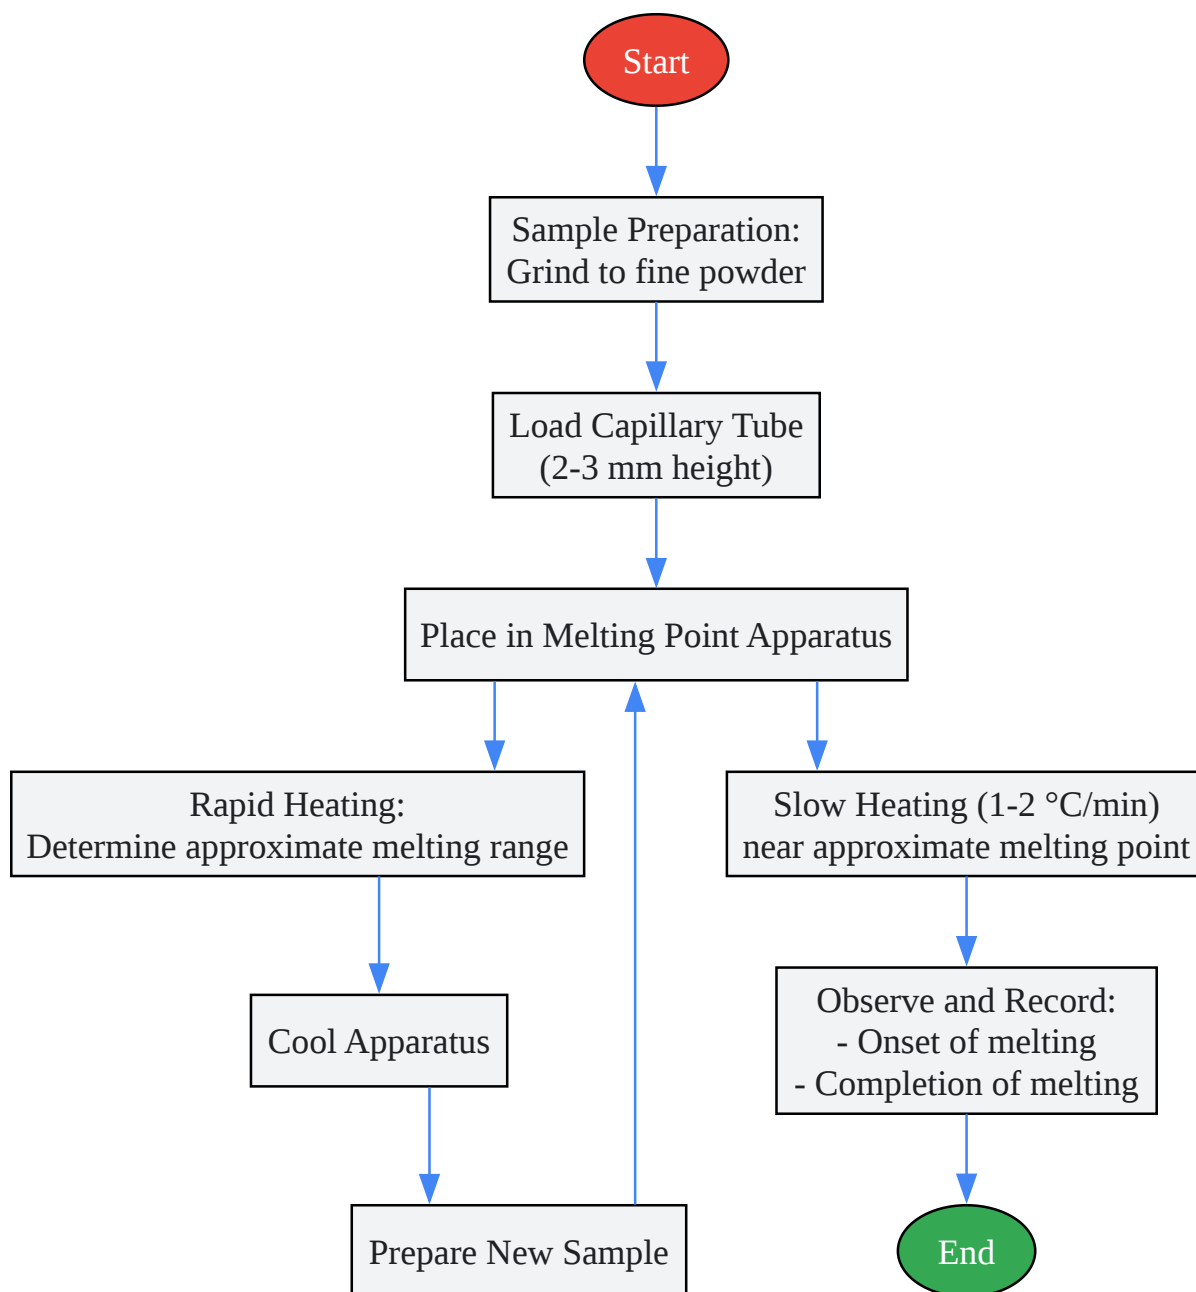 Start
Sample Preparation:
Grind to fine powder
Load Capillary Tube
(2-3 mm height)
Place in Melting Point Apparatus
Rapid Heating:
Determine approximate melting range
Slow Heating (1-2 °C/min)
near approximate melting point
Cool Apparatus
Observe and Record:
- Onset of melting
- Completion of melting
Prepare New Sample
End